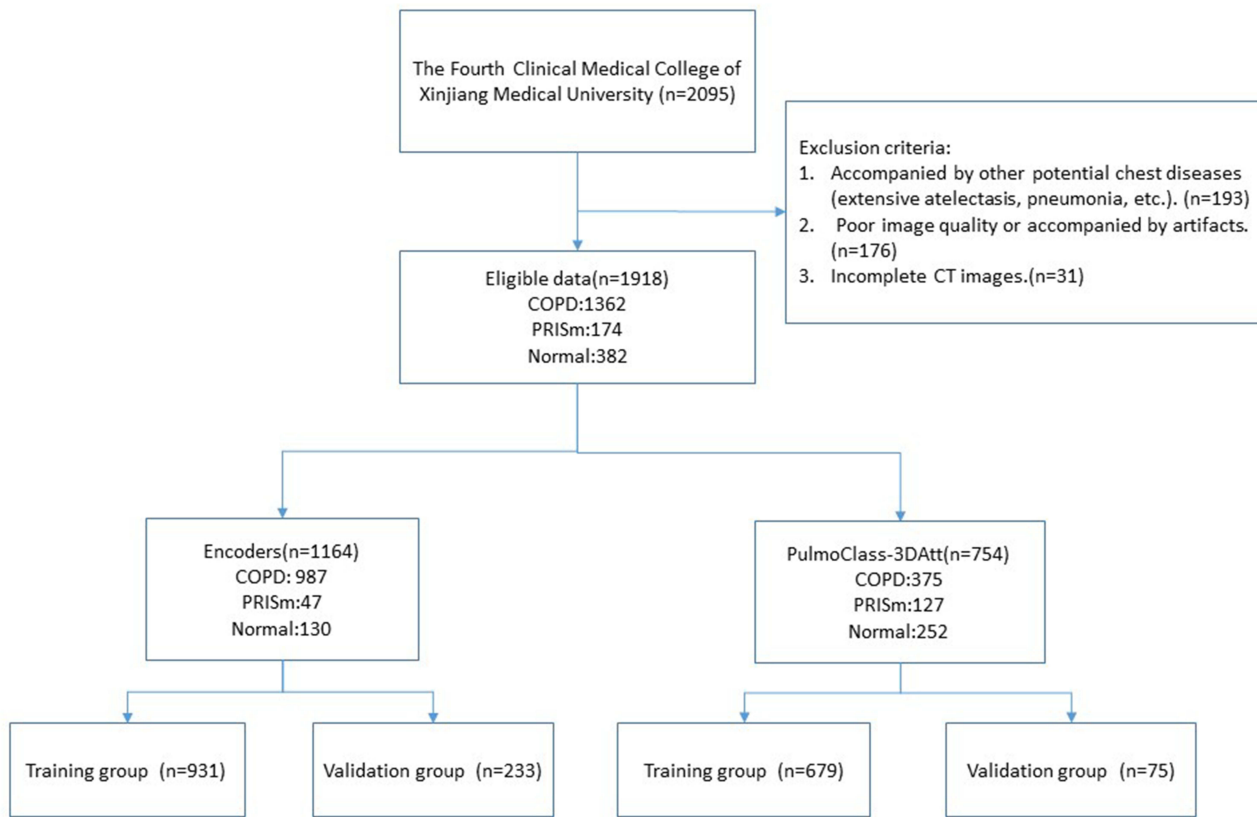 The Fourth Clinical Medical College of
Xinjiang Medical University (n=2095)
Exclusion criteria:
1. Accompanied by other potential chest diseases
(extensive atelectasis, pneumonia, etc.). (n=193)
2. Poor image quality or accompanied by artifacts.
(n=176)
3. Incomplete CT images.(n=31)
Eligible data(n=1918)
COPD:1362
PRISm:174
Normal:382
Encoders(n=1164)
COPD: 987
PRISm:47
Normal:130
PulmoClass-3DAtt(n=754)
COPD:375
PRISm:127
Normal:252
Training group (n=931)
Validation group (n=233)
Training group (n=679)
Validation group (n=75)